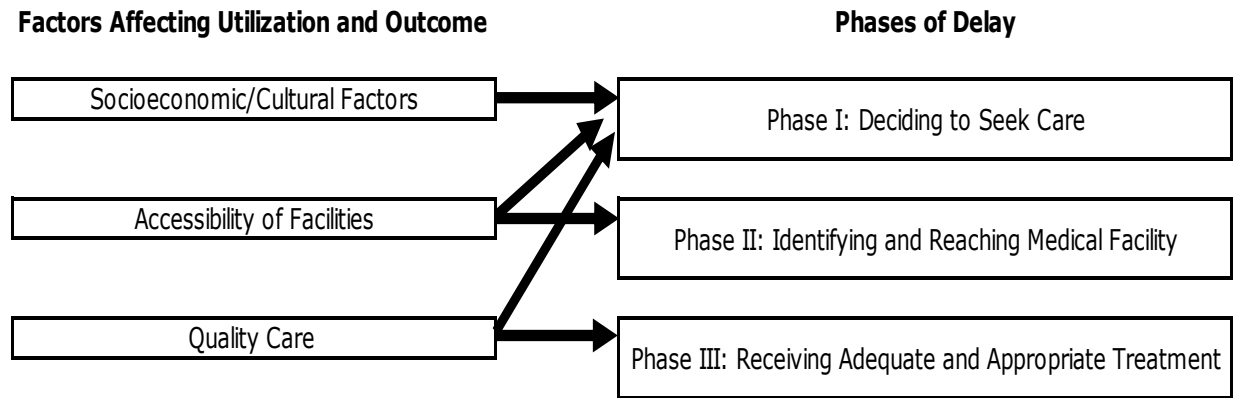 Factors Affecting Utilization and Outcome
Phases of Delay
Socioeconomic/Cultural Factors
Phase I: Deciding to Seek Care
Accessibility of Facilities
Phase II: Identifying and Reaching Medical Facility
Quality Care
Phase III: Receiving Adequate and Appropriate Treatment